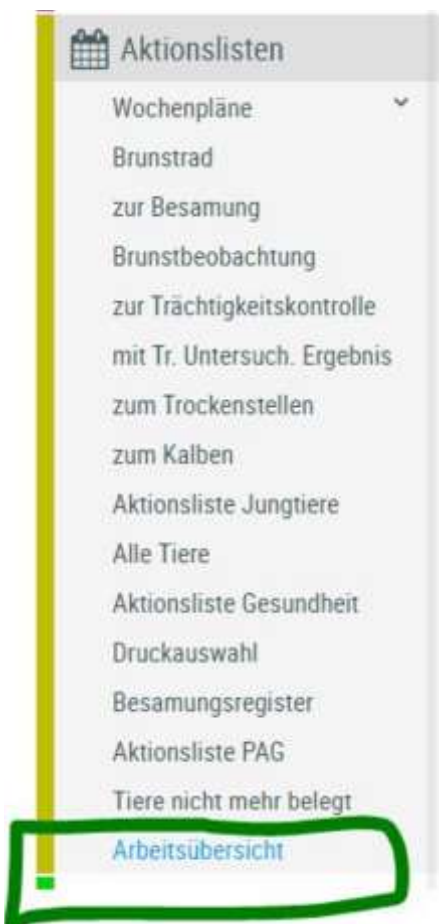 Aktionslisten
Wochenpläne
Brunstrad
zur Besamung
Brunstbeobachtung
zur Trächtigkeitskontrolle
mit Tr. Untersuch. Ergebnis
zum Trockenstellen
zum Kalben
Aktionsliste Jungtiere
Alle Tiere
Aktionsliste Gesundheit
Druckauswahl
Besamungsregister
Aktionsliste PAG
Tiere nicht mehr belegt
Arbeitsübersicht